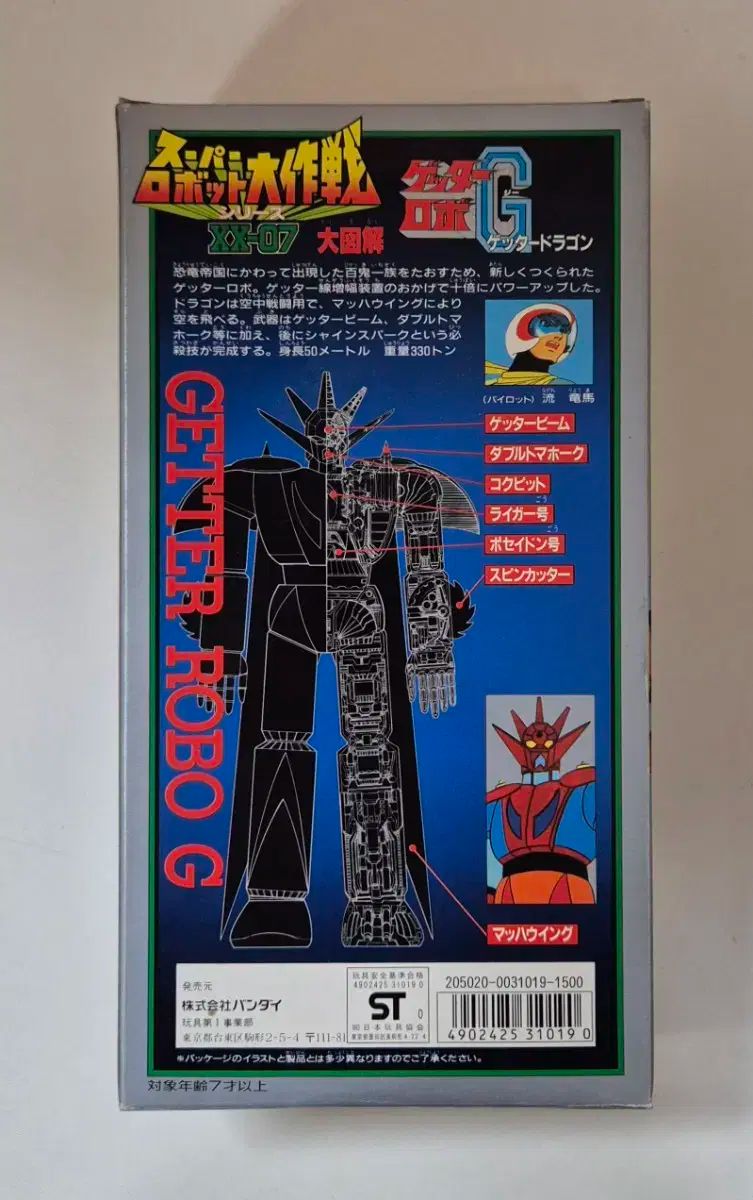 スーパーロボット大作戦
シリーズ
XX-07
大図解
ゲッターロボG
ゲッタードラゴン
恐竜帝国にかわって出現した百鬼一族をたおすため、新しくつくられた
ゲッターロボ。ゲッター線増幅装置のおかげで十倍にパワーアップした。
ドラゴンは空中戦闘用で、マッハウイングにより
空を飛べる。武器はゲッタービーム、ダブルトマ
ホーク等に加え、後にシャインスパークという必
殺技が完成する。身長50メートル 重量330トン
(パイロット) 流 竜馬
GETTER ROBO G
ゲッタービーム
ダブルトマホーク
コクピット
ライガー号
ポセイドン号
スピンカッター
マッハウイング
発売元
株式会社バンダイ
玩具第1事業部
東京都台東区駒形2-5-4 〒111-81
玩具安全基準合格
4902425 31019 0
ST
(社)日本玩具協会
205020-0031019-1500
4902425310190
※パッケージのイラストと製品とは多少異なりますのでご了承ください。
対象年齢7才以上